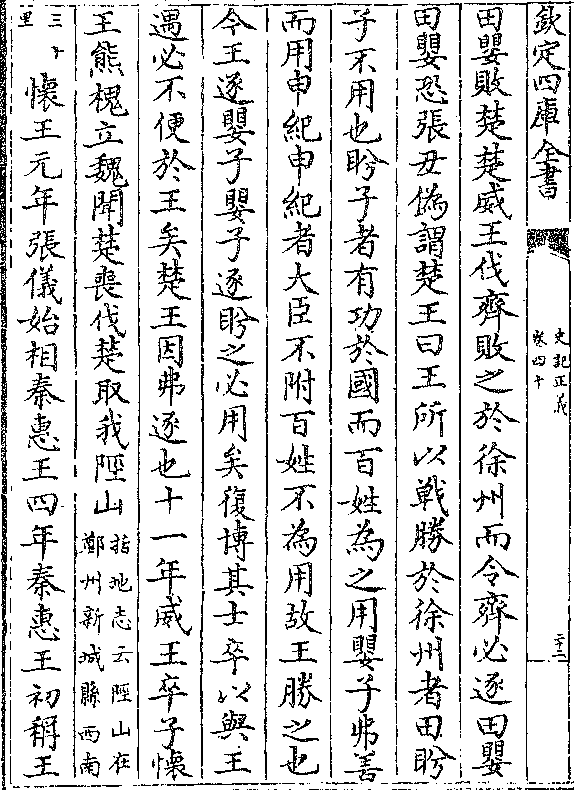 欽定四庫全書
史記正義
卷四十
二十二
田嬰敗楚楚威王伐齊敗之於徐州而令齊必逐田嬰
田嬰恐張丑偽謂楚王曰王所以戰勝於徐州者田盼
子不用也盼子者有功於國而百姓為之用嬰子弗善
而用申紀申紀者大臣不附百姓不為用故王勝之也
今王逐嬰子嬰子逐盼之必用矣復博其士卒以與王
遇必不便於王矣楚王因弗逐也十一年威王卒子懷
王熊槐立魏聞楚喪伐楚取我陘山括地志云陘山在
鄭州新城縣西南
三十
里
懷王元年張儀始相秦惠王四年秦惠王初稱王